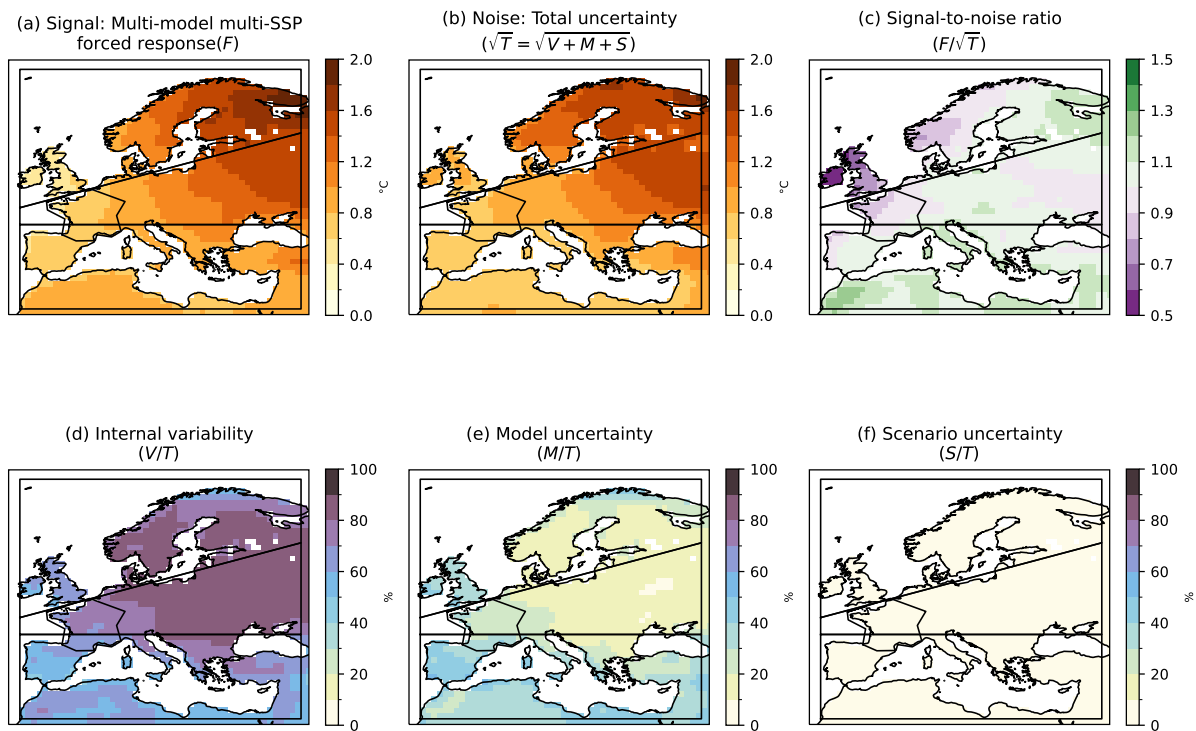 (a) Signal: Multi-model multi-SSP
forced response(F)
2.0
1.6
1.2
0.8
0.4
0.0
°C
(b) Noise: Total uncertainty
(√T = √V + M + S)
2.0
1.6
1.2
0.8
0.4
0.0
°C
(c) Signal-to-noise ratio
(F/√T)
1.5
1.3
1.1
0.9
0.7
0.5
(d) Internal variability
(V/T)
100
80
60
40
20
0
%
(e) Model uncertainty
(M/T)
100
80
60
40
20
0
%
(f) Scenario uncertainty
(S/T)
100
80
60
40
20
0
%